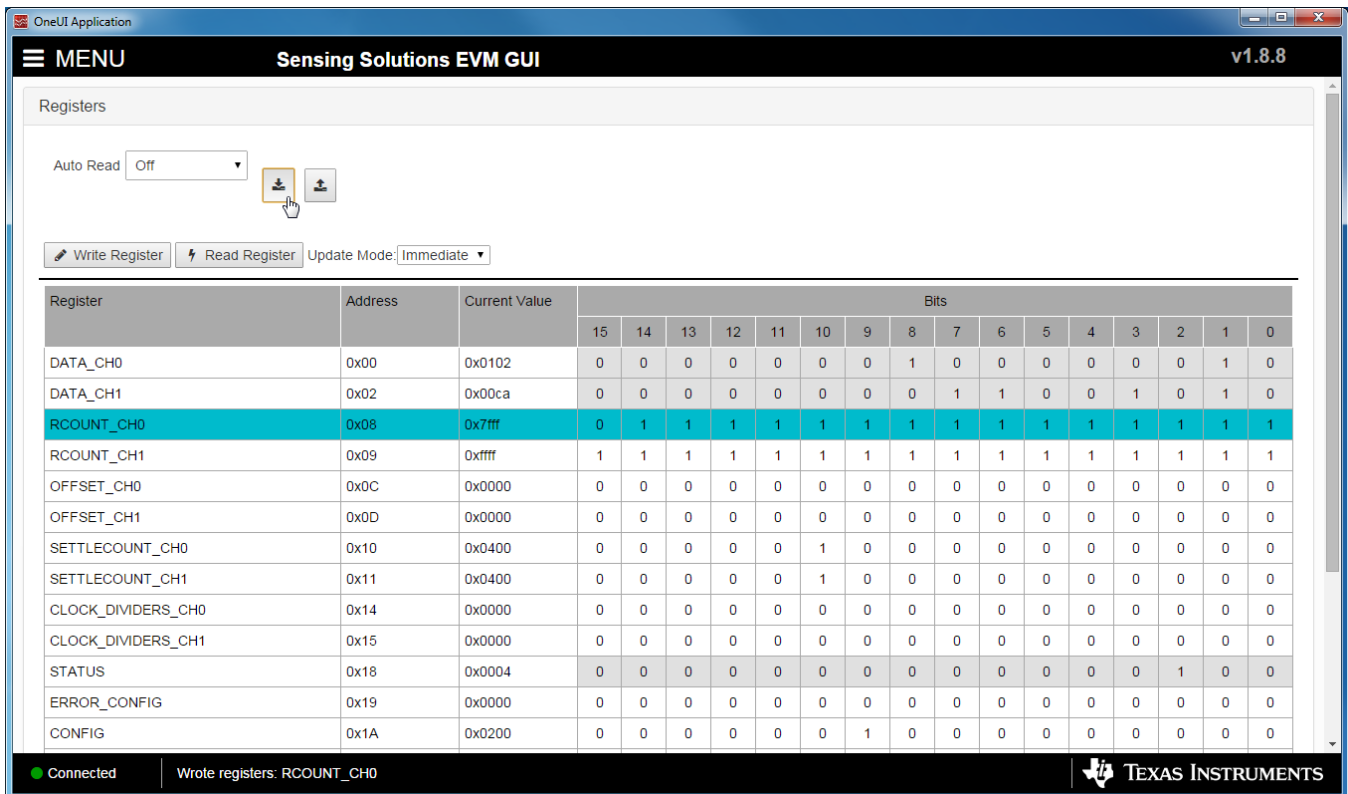 OneUI Application
MENU Sensing Solutions EVM GUI v1.8.8
Registers
Auto Read Off
Write Register Read Register Update Mode: Immediate
Register Address Current Value Bits
15 14 13 12 11 10 9 8 7 6 5 4 3 2 1 0
DATA_CH0 0x00 0x0102 0 0 0 0 0 0 0 1 0 0 0 0 0 0 1 0
DATA_CH1 0x02 0x00ca 0 0 0 0 0 0 0 0 1 1 0 0 1 0 1 0
RCOUNT_CH0 0x08 0x7fff 0 1 1 1 1 1 1 1 1 1 1 1 1 1 1 1
RCOUNT_CH1 0x09 0xffff 1 1 1 1 1 1 1 1 1 1 1 1 1 1 1 1
OFFSET_CH0 0x0C 0x0000 0 0 0 0 0 0 0 0 0 0 0 0 0 0 0 0
OFFSET_CH1 0x0D 0x0000 0 0 0 0 0 0 0 0 0 0 0 0 0 0 0 0
SETTLECOUNT_CH0 0x10 0x0400 0 0 0 0 0 1 0 0 0 0 0 0 0 0 0 0
SETTLECOUNT_CH1 0x11 0x0400 0 0 0 0 0 1 0 0 0 0 0 0 0 0 0 0
CLOCK_DIVIDERS_CH0 0x14 0x0000 0 0 0 0 0 0 0 0 0 0 0 0 0 0 0 0
CLOCK_DIVIDERS_CH1 0x15 0x0000 0 0 0 0 0 0 0 0 0 0 0 0 0 0 0 0
STATUS 0x18 0x0004 0 0 0 0 0 0 0 0 0 0 0 0 0 1 0 0
ERROR_CONFIG 0x19 0x0000 0 0 0 0 0 0 0 0 0 0 0 0 0 0 0 0
CONFIG 0x1A 0x0200 0 0 0 0 0 0 1 0 0 0 0 0 0 0 0 0
Connected Wrote registers: RCOUNT_CH0 TEXAS INSTRUMENTS